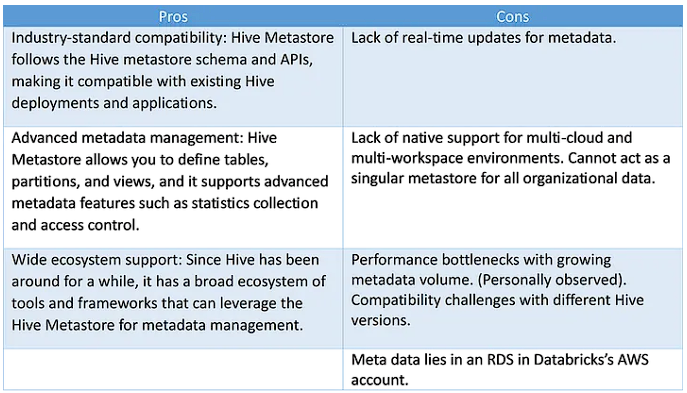 Pros
Cons
Industry-standard compatibility: Hive Metastore
follows the Hive metastore schema and APIs,
making it compatible with existing Hive
deployments and applications.
Lack of real-time updates for metadata.
Advanced metadata management: Hive
Metastore allows you to define tables,
partitions, and views, and it supports advanced
metadata features such as statistics collection
and access control.
Lack of native support for multi-cloud and
multi-workspace environments. Cannot act as a
singular metastore for all organizational data.
Wide ecosystem support: Since Hive has been
around for a while, it has a broad ecosystem of
tools and frameworks that can leverage the
Hive Metastore for metadata management.
Performance bottlenecks with growing
metadata volume. (Personally observed).
Compatibility challenges with different Hive
versions.
Meta data lies in an RDS in Databricks's AWS
account.